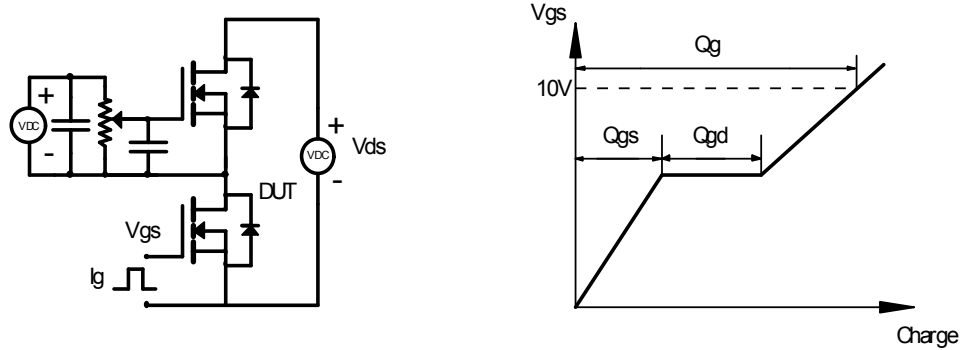 +
VDC
-
+
VDC
-
Vds
DUT
Vgs
Ig
Vgs
Qg
10V
Qgs
Qgd
Charge